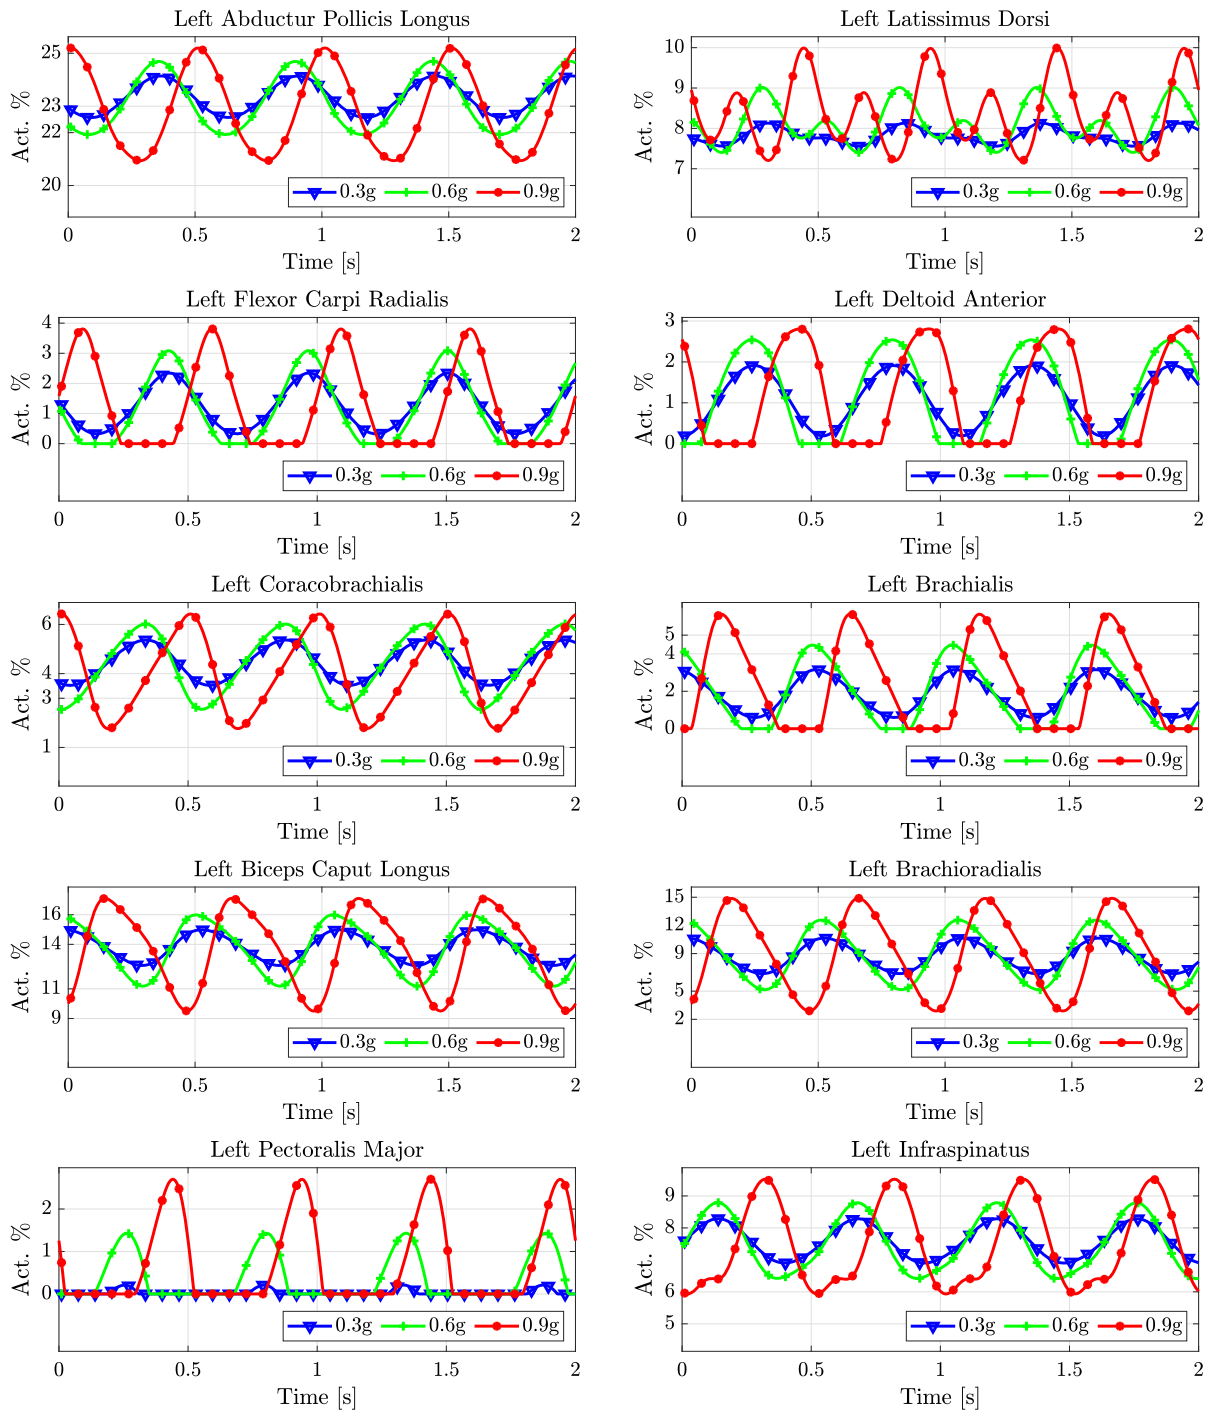 Left Abductur Pollicis Longus
Act. %
25
23
22
20
0.3g 0.6g 0.9g
0 0.5 1 1.5 2
Time [s]
Left Latissimus Dorsi
Act. %
10
9
8
7
0.3g 0.6g 0.9g
0 0.5 1 1.5 2
Time [s]
Left Flexor Carpi Radialis
Act. %
4
3
2
1
0
0.3g 0.6g 0.9g
0 0.5 1 1.5 2
Time [s]
Left Deltoid Anterior
Act. %
3
2
1
0
0.3g 0.6g 0.9g
0 0.5 1 1.5 2
Time [s]
Left Coracobrachialis
Act. %
6
4
3
1
0.3g 0.6g 0.9g
0 0.5 1 1.5 2
Time [s]
Left Brachialis
Act. %
5
4
2
0
0.3g 0.6g 0.9g
0 0.5 1 1.5 2
Time [s]
Left Biceps Caput Longus
Act. %
16
14
11
9
0.3g 0.6g 0.9g
0 0.5 1 1.5 2
Time [s]
Left Brachioradialis
Act. %
15
12
9
5
2
0.3g 0.6g 0.9g
0 0.5 1 1.5 2
Time [s]
Left Pectoralis Major
Act. %
2
1
0
0.3g 0.6g 0.9g
0 0.5 1 1.5 2
Time [s]
Left Infraspinatus
Act. %
9
8
6
5
0.3g 0.6g 0.9g
0 0.5 1 1.5 2
Time [s]